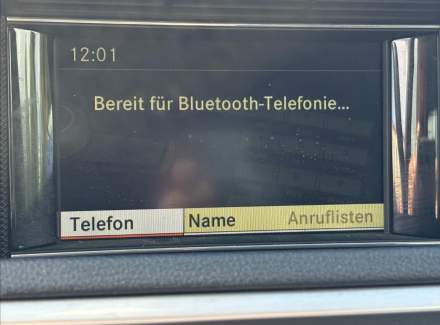 12:01
Bereit für Bluetooth-Telefonie...
Telefon Name Anruflisten